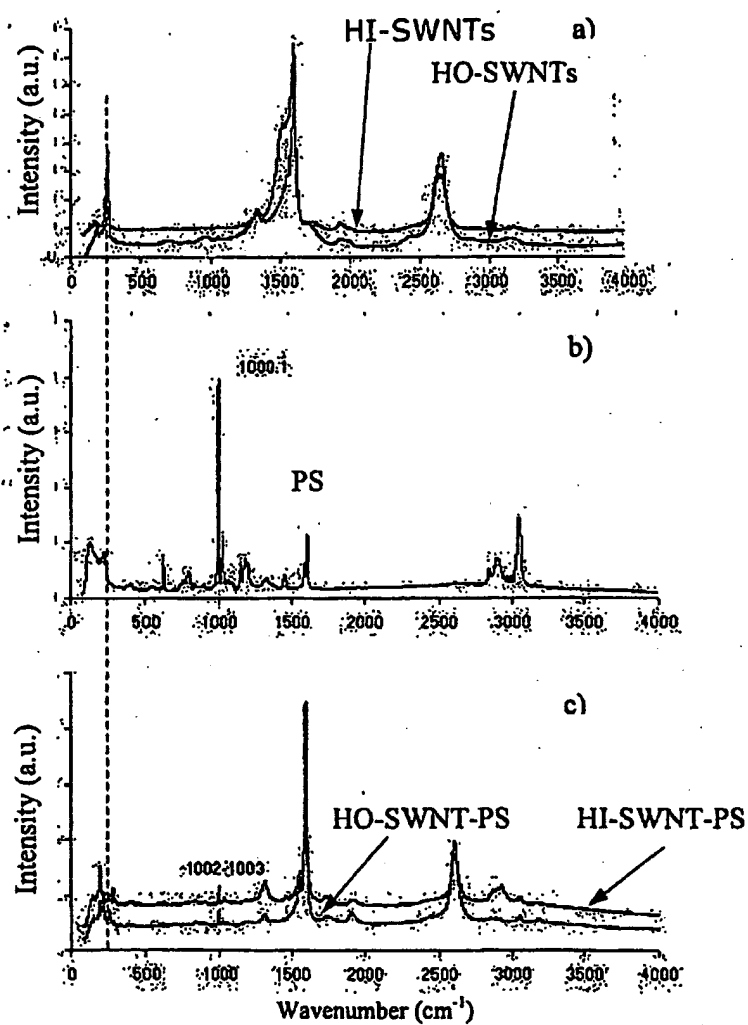 a)
HI-SWNTs
HO-SWNTs
Intensity (a.u.)
0 500 1000 1500 2000 2500 3000 3500 4000
b)
1000.1
PS
Intensity (a.u.)
0 500 1000 1500 2000 2500 3000 3500 4000
c)
HO-SWNT-PS
HI-SWNT-PS
1002-1003
Intensity (a.u.)
0 500 1000 1500 2000 2500 3000 3500 4000
Wavenumber (cm⁻¹)